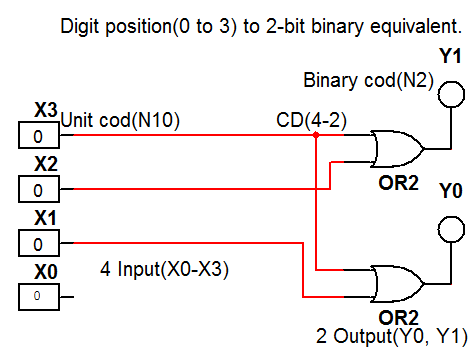 Digit position(0 to 3) to 2-bit binary equivalent.
Y1
Binary cod(N2)
X3 Unit cod(N10) CD(4-2)
0
X2
0
OR2 Y0
X1
0
X0 4 Input(X0-X3)
0
OR2
2 Output(Y0, Y1)